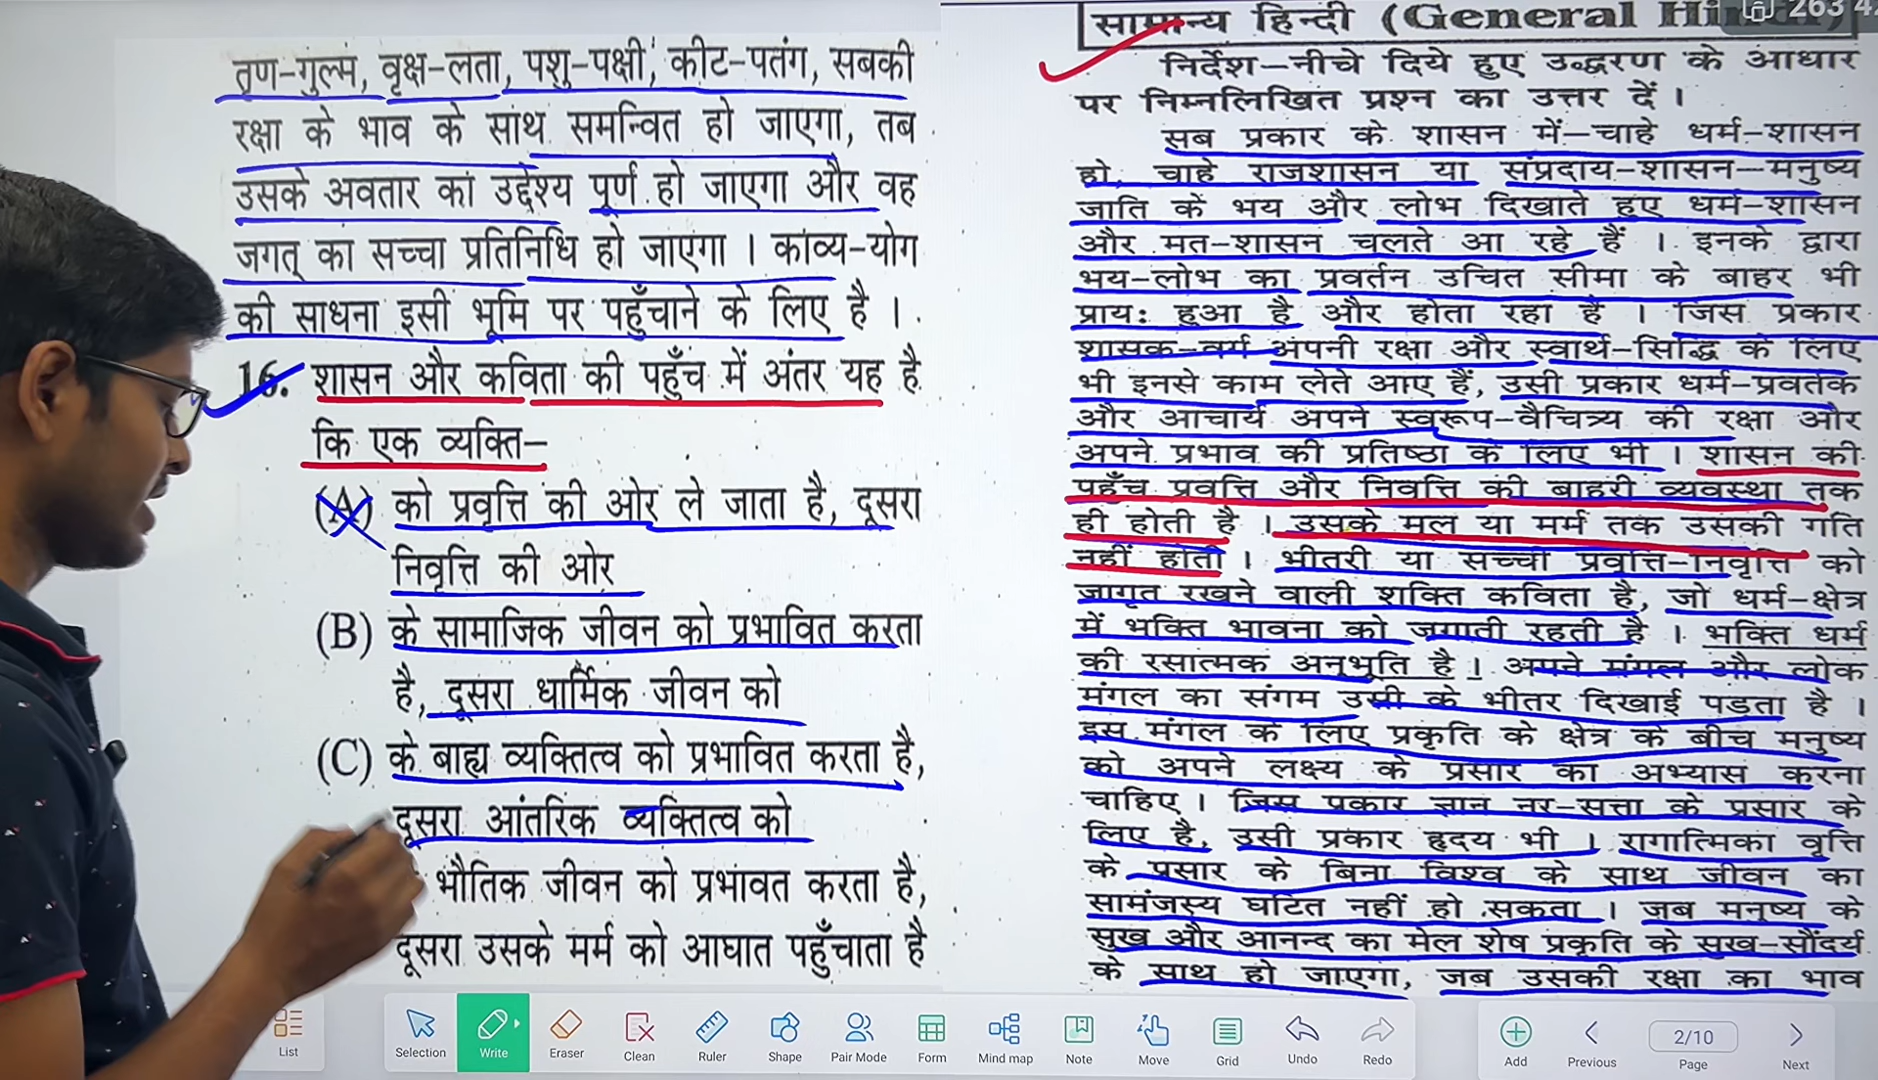 तृण-गुल्म, वृक्ष-लता, पशु-पक्षी, कीट-पतंग, सबकी
रक्षा के भाव के साथ समन्वित हो जाएगा, तब
उसके अवतार का उद्देश्य पूर्ण हो जाएगा और वह
जगत् का सच्चा प्रतिनिधि हो जाएगा । काव्य-योग
की साधना इसी भूमि पर पहुँचाने के लिए है ।
16. शासन और कविता की पहुँच में अंतर यह है
कि एक व्यक्ति–
(A) को प्रवृत्ति की ओर ले जाता है, दूसरा
निवृत्ति की ओर
(B) के सामाजिक जीवन को प्रभावित करता
है, दूसरा धार्मिक जीवन को
(C) के बाह्य व्यक्तित्व को प्रभावित करता है,
दूसरा आंतरिक व्यक्तित्व को
भौतिक जीवन को प्रभावत करता है,
दूसरा उसके मर्म को आघात पहुँचाता है
सामान्य हिन्दी (General
263
निर्देश–नीचे दिये हुए उद्धरण के आधार
पर निम्नलिखित प्रश्न का उत्तर दें ।
सब प्रकार के शासन में–चाहे धर्म-शासन
हो, चाहे राजशासन या संप्रदाय-शासन–मनुष्य
जाति के भय और लोभ दिखाते हुए धर्म-शासन
और मत-शासन चलते आ रहे हैं । इनके द्वारा
भय-लोभ का प्रवर्तन उचित सीमा के बाहर भी
प्राय: हुआ है और होता रहा है । जिस प्रकार
शासक-वर्ग अपनी रक्षा और स्वार्थ-सिद्धि के लिए
भी इनसे काम लेते आए हैं, उसी प्रकार धर्म-प्रवर्तक
और आचार्य अपने स्वरूप-वैचित्र्य की रक्षा और
अपने प्रभाव की प्रतिष्ठा के लिए भी । शासन की
पहुँच प्रवृत्ति और निवृत्ति की बाहरी व्यवस्था तक
ही होती है । उसके मूल या मर्म तक उसकी गति
नहीं होती । भीतरी या सच्ची प्रवृत्ति-निवृत्ति को
जागृत रखने वाली शक्ति कविता है, जो धर्म-क्षेत्र
में भक्ति भावना को जगाती रहती है । भक्ति धर्म
की रसात्मक अनुभूति है । अपने मंगल और लोक
मंगल का संगम उसी के भीतर दिखाई पड़ता है ।
इस मंगल के लिए प्रकृति के क्षेत्र के बीच मनुष्य
को अपने लक्ष्य के प्रसार का अभ्यास करना
चाहिए । जिस प्रकार ज्ञान नर-सत्ता के प्रसार के
लिए है, उसी प्रकार हृदय भी । रागात्मिका वृत्ति
के प्रसार के बिना विश्व के साथ जीवन का
सामंजस्य घटित नहीं हो सकता । जब मनुष्य के
सुख और आनन्द का मेल शेष प्रकृति के सुख-सौंदर्य
के साथ हो जाएगा, जब उसकी रक्षा का भाव
List
Selection
Write
Eraser
Clean
Ruler
Shape
Pair Mode
Form
Mind map
Note
Move
Grid
Undo
Redo
Add
Previous
2/10
Page
Next